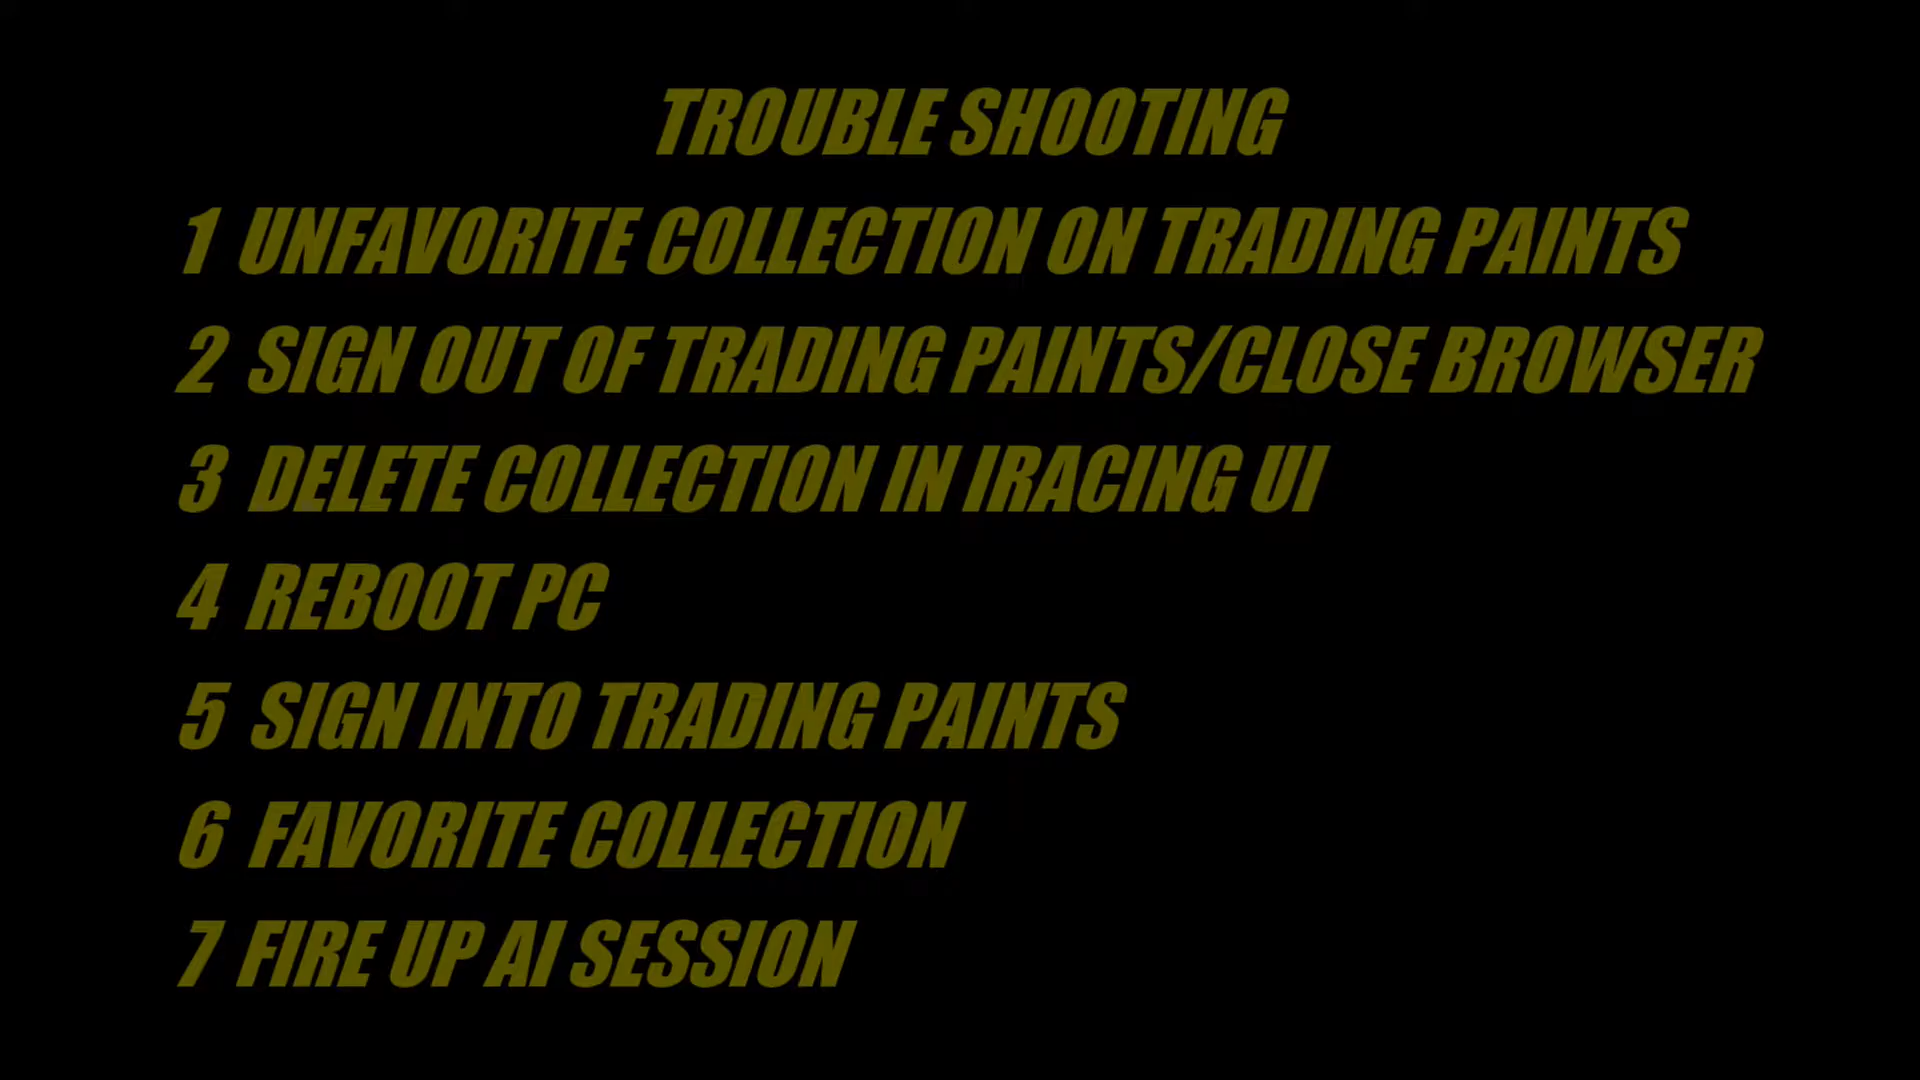 TROUBLE SHOOTING
1 UNFAVORITE COLLECTION ON TRADING PAINTS
2 SIGN OUT OF TRADING PAINTS/CLOSE BROWSER
3 DELETE COLLECTION IN IRACING UI
4 REBOOT PC
5 SIGN INTO TRADING PAINTS
6 FAVORITE COLLECTION
7 FIRE UP AI SESSION